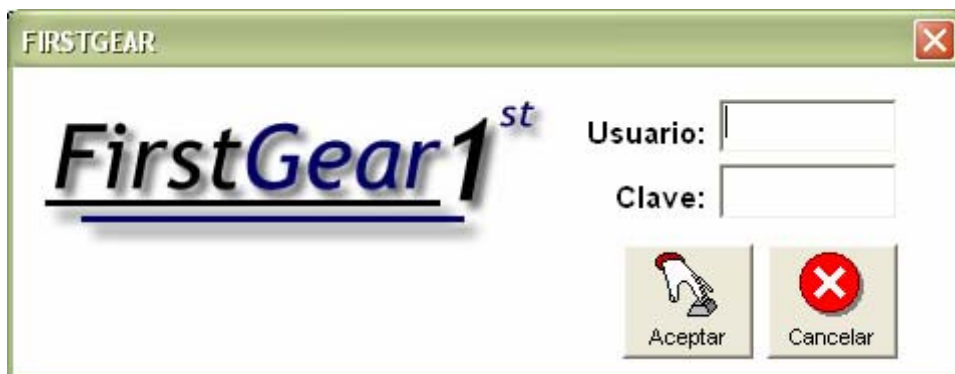 FIRSTGEAR
FirstGear1st
Usuario:
Clave:
Aceptar
Cancelar